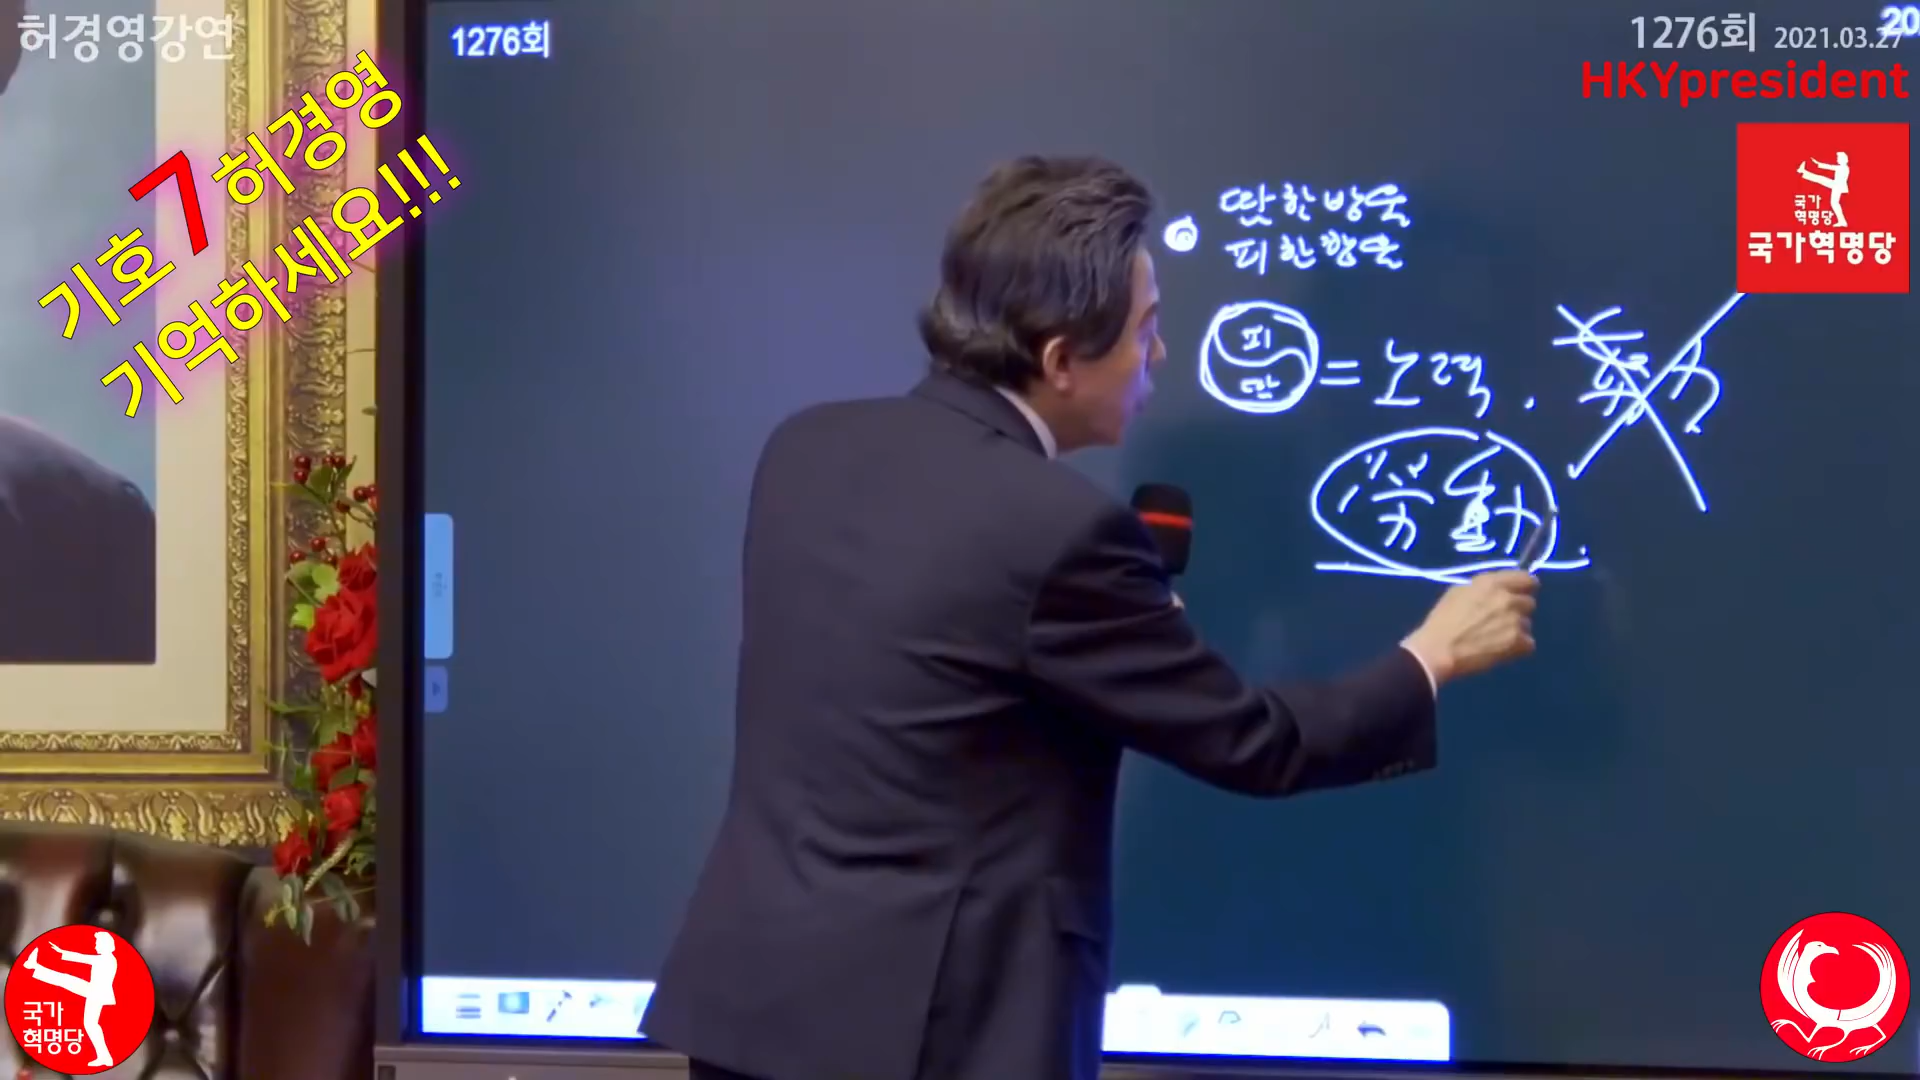 허경영강연
1276회
1276회 2021.03.27
20
HKYpresident
기호 7 허경영
기억하세요!!!
국가
혁명당
국가혁명당
땃한방울
피한방울
피
땃
= 노력.
勞動.
국가
혁명당